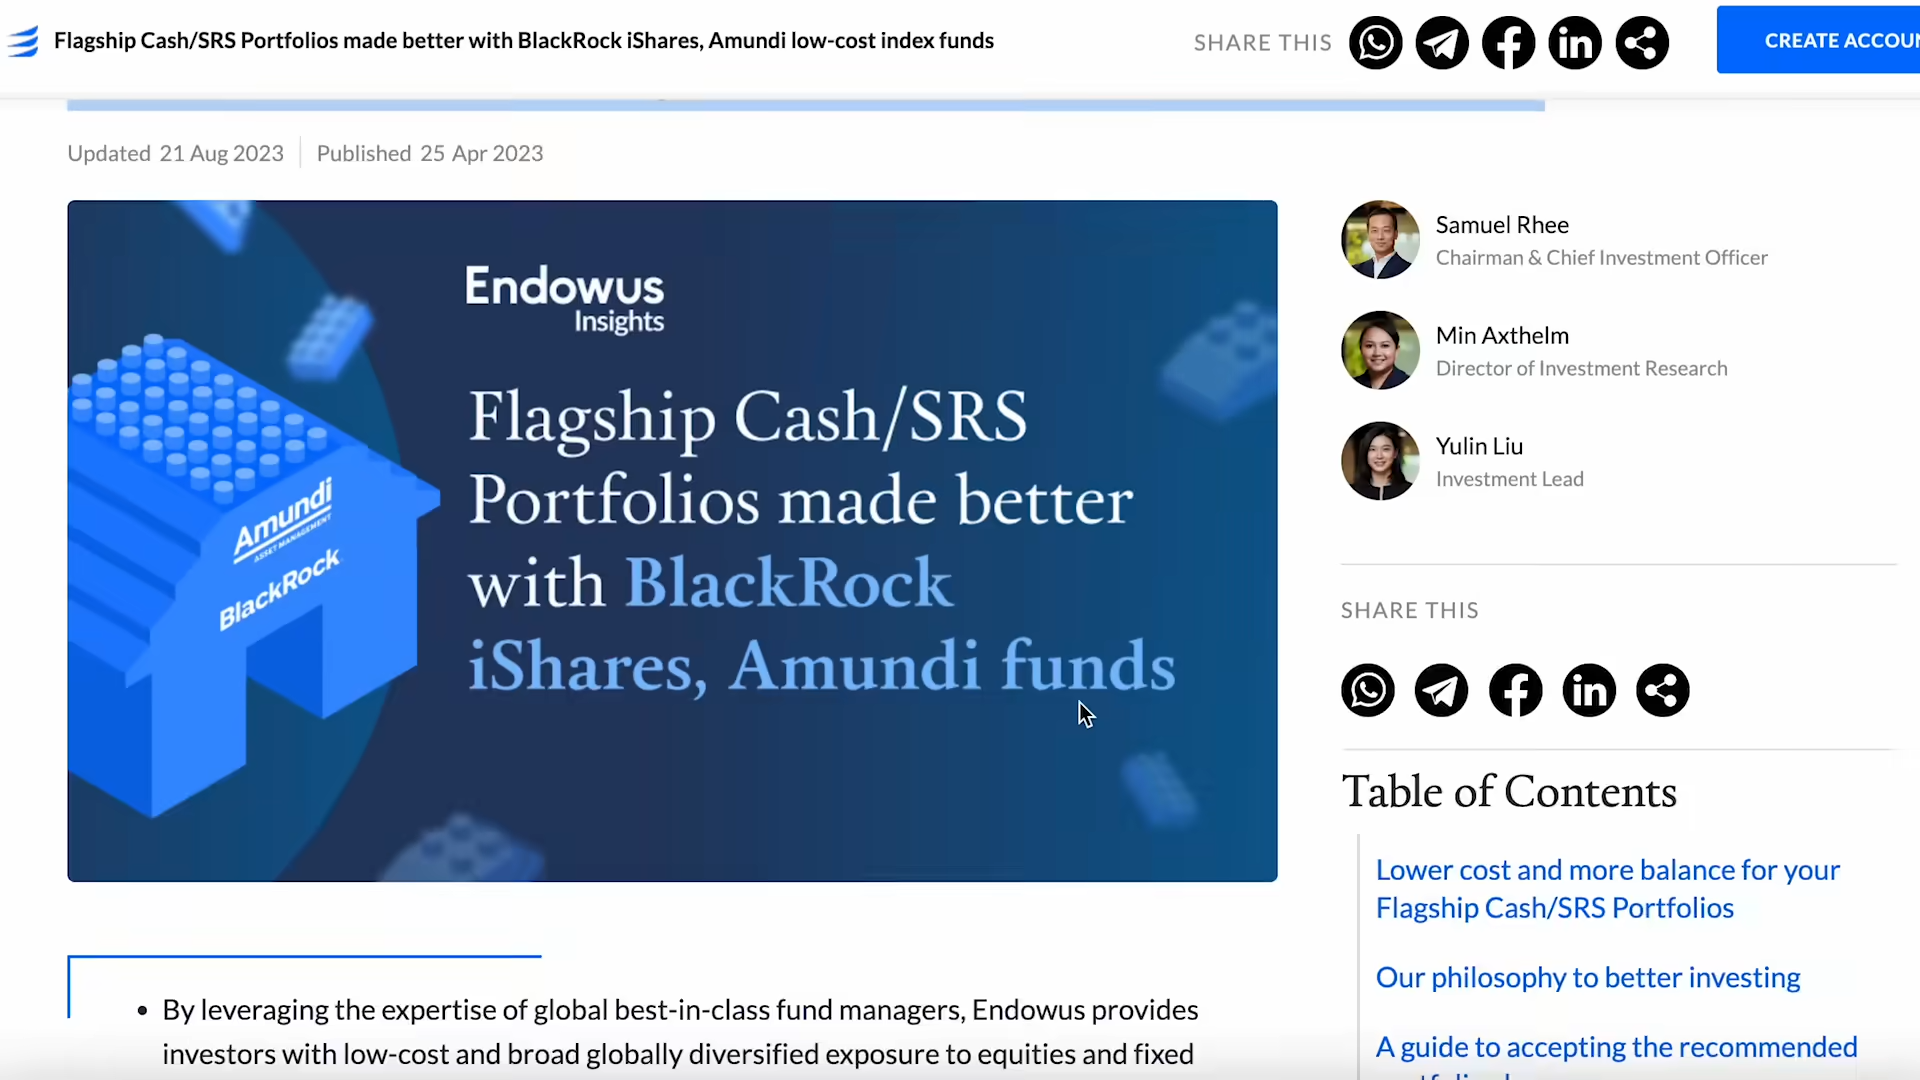 Flagship Cash/SRS Portfolios made better with BlackRock iShares, Amundi low-cost index funds
SHARE THIS
CREATE ACCOUN
Updated 21 Aug 2023
Published 25 Apr 2023
Endowus
Insights
Flagship Cash/SRS
Portfolios made better
with BlackRock
iShares, Amundi funds
Amundi
ASSET MANAGEMENT
BlackRock
Samuel Rhee
Chairman & Chief Investment Officer
Min Axthelm
Director of Investment Research
Yulin Liu
Investment Lead
SHARE THIS
Table of Contents
Lower cost and more balance for your
Flagship Cash/SRS Portfolios
Our philosophy to better investing
A guide to accepting the recommended
• By leveraging the expertise of global best-in-class fund managers, Endowus provides
investors with low-cost and broad globally diversified exposure to equities and fixed